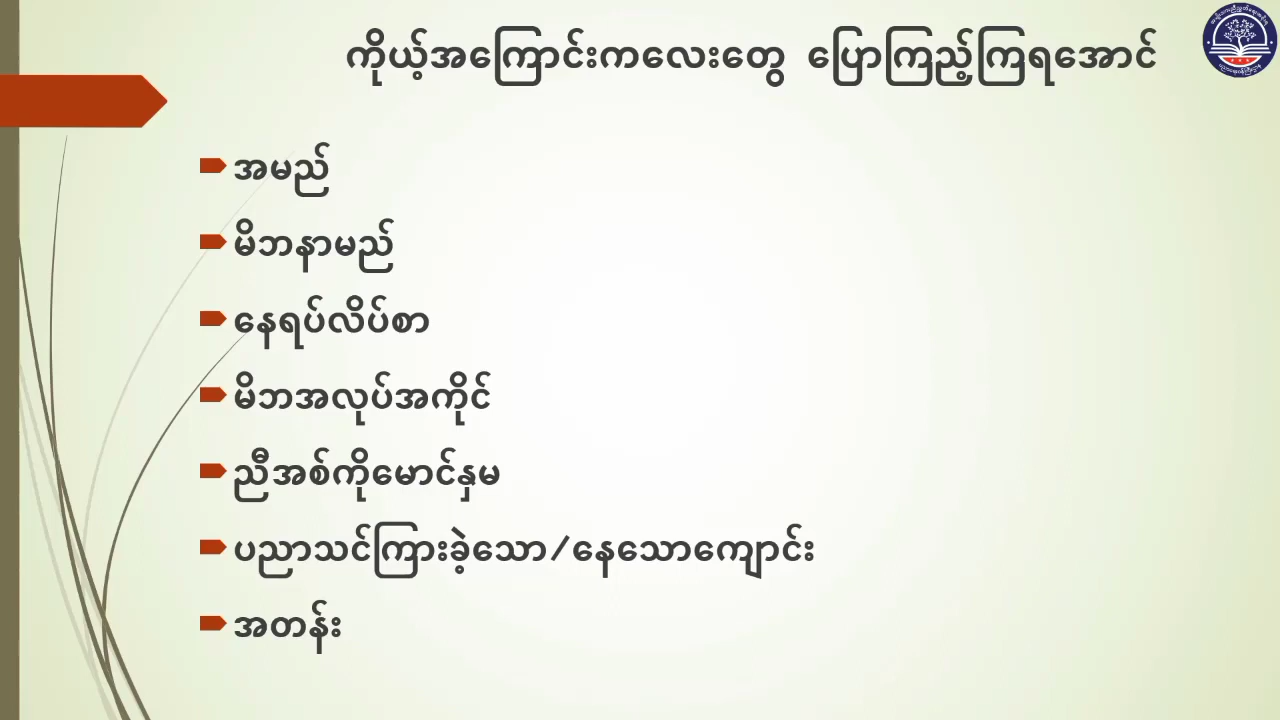 ကိုယ့်အကြောင်းကလေးတွေ ပြောကြည့်ကြရအောင်
အမည်
မိဘနာမည်
နေရပ်လိပ်စာ
မိဘအလုပ်အကိုင်
ညီအစ်ကိုမောင်နှမ
ပညာသင်ကြားခဲ့သော/နေသောကျောင်း
အတန်း